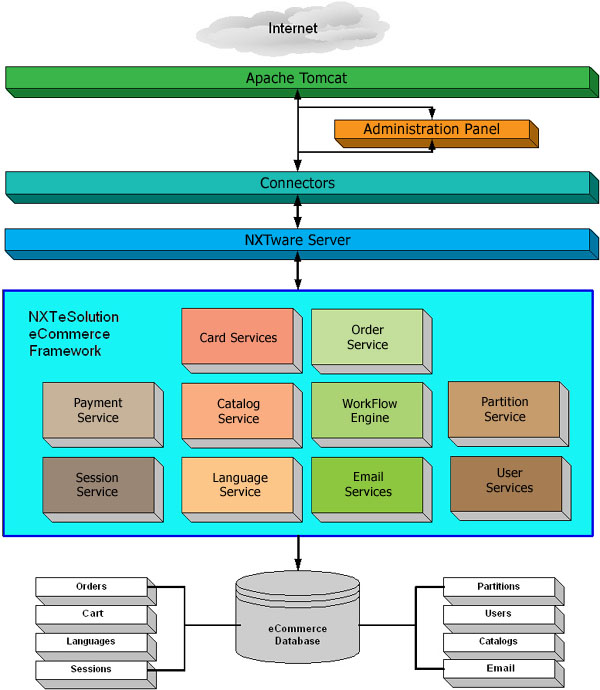 Internet
Apache Tomcat
Administration Panel
Connectors
NXTware Server
NXTeSolution
eCommerce
Framework
Card Services
Order
Service
Payment
Service
Catalog
Service
WorkFlow
Engine
Partition
Service
Session
Service
Language
Service
Email
Services
User
Services
Orders
Cart
Languages
Sessions
eCommerce
Database
Partitions
Users
Catalogs
Email